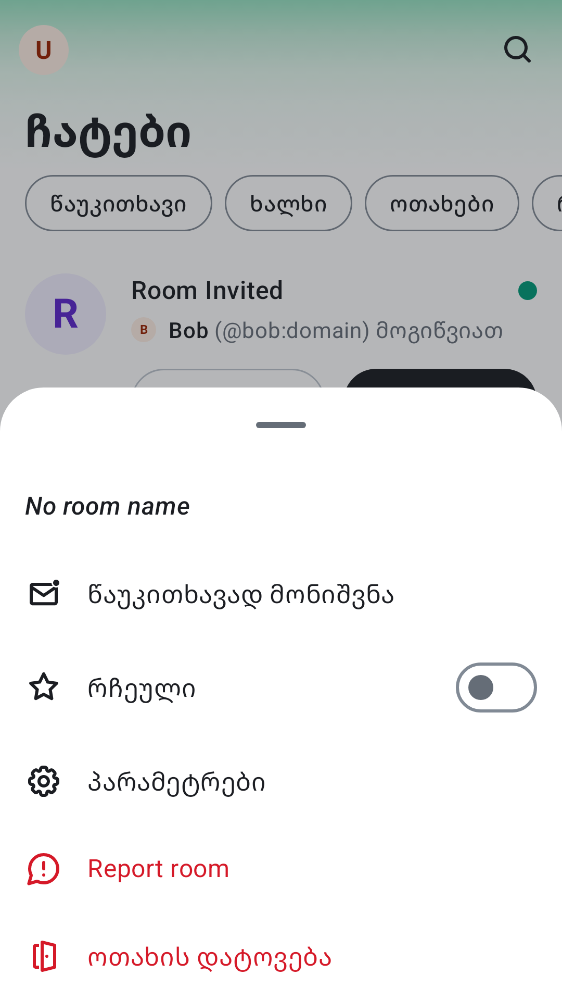 U
ჩატები
წაუკითხავი
ხალხი
ოთახები
R
Room Invited
B Bob (@bob:domain) მოგიწვიათ
No room name
წაუკითხავად მონიშვნა
რჩეული
პარამეტრები
Report room
ოთახის დატოვება